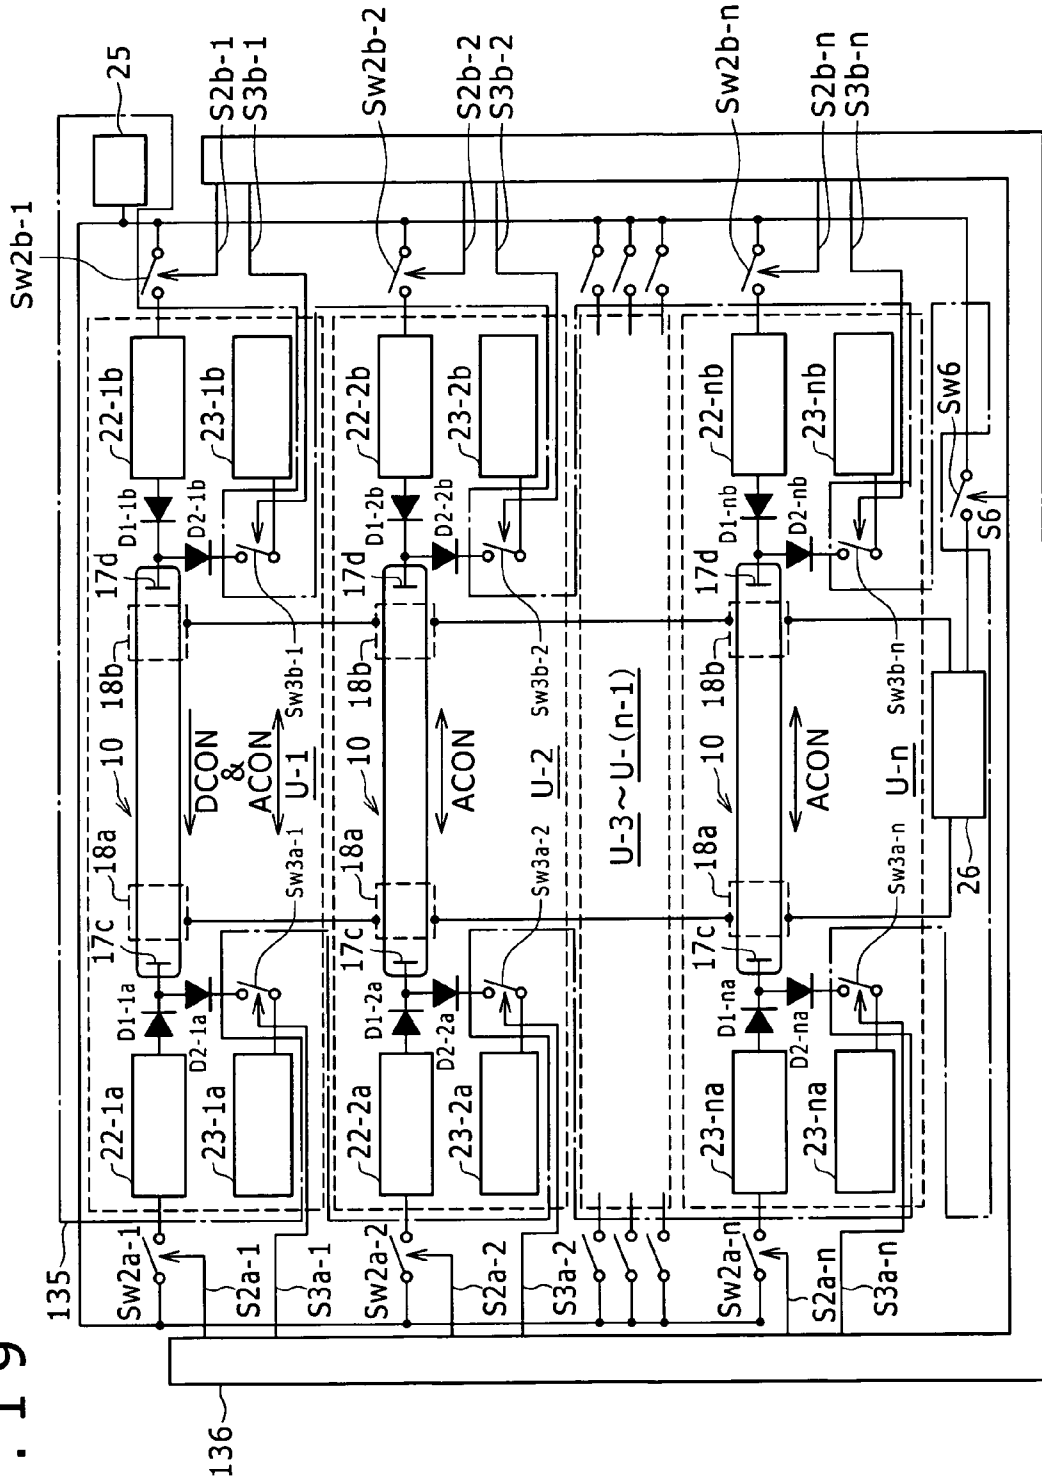 . 19
135
136
25
Sw2b-1
S2b-1
S3b-1
Sw2b-2
S2b-2
S3b-2
Sw2b-n
S2b-n
S3b-n
22-1b
23-1b
D1-1b
D2-1b
17d
18b
Sw3b-1
10
DCON
&
ACON
U-1
18a
17c
Sw3a-1
D1-1a
D2-1a
22-1a
23-1a
Sw2a-1
S2a-1
S3a-1
22-2b
23-2b
D1-2b
D2-2b
17d
18b
Sw3b-2
10
ACON
U-2
18a
17c
Sw3a-2
D1-2a
D2-2a
22-2a
23-2a
Sw2a-2
S2a-2
S3a-2
U-3~U-(n-1)
22-nb
23-nb
D1-nb
D2-nb
17d
18b
Sw3b-n
10
ACON
U-n
18a
17c
Sw3a-n
D1-na
D2-na
23-na
23-na
Sw2a-n
S2a-n
S3a-n
Sw6
S6
26